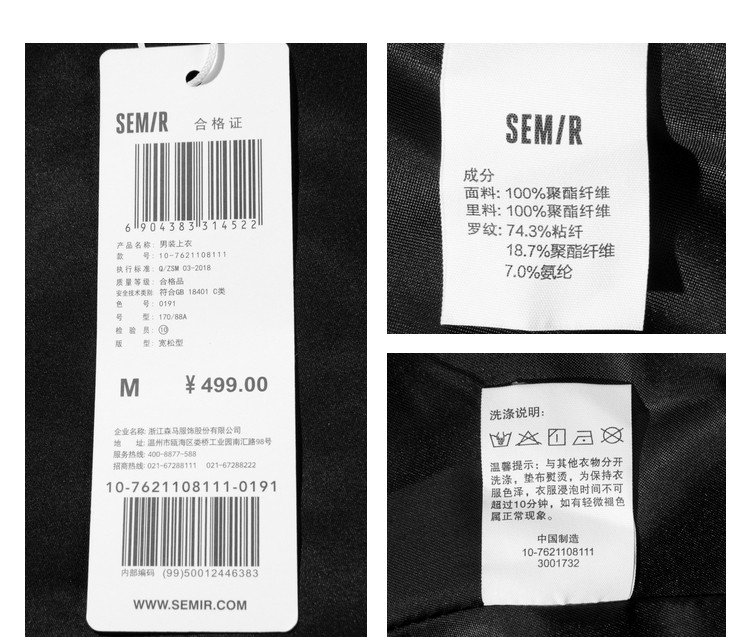 SEMIR 合格证
6 904383 314522
产品名称: 男装上衣
款 号: 10-7621108111
执行标准: Q/ZSM 03-2018
质量等级: 合格品
安全技术类别: 符合GB 18401 C类
色 号: 0191
号 型: 170/88A
检 验 员: ⑩
版 型: 宽松型
M ¥ 499.00
企业名称: 浙江森马服饰股份有限公司
地 址: 温州市瓯海区娄桥工业园南汇路98号
服务热线: 400-8877-588
招商热线: 021-67288111 021-67288222
10-7621108111-0191
内部编码 (99)50012446383
WWW.SEMIR.COM
SEMIR
成分
面料: 100%聚酯纤维
里料: 100%聚酯纤维
罗纹: 74.3%粘纤
18.7%聚酯纤维
7.0%氨纶
洗涤说明:
温馨提示: 与其他衣物分开
洗涤, 垫布熨烫, 为保持衣
服色泽, 衣服浸泡时间不可
超过10分钟, 如有轻微褪色
属正常现象。
中国制造
10-7621108111
3001732